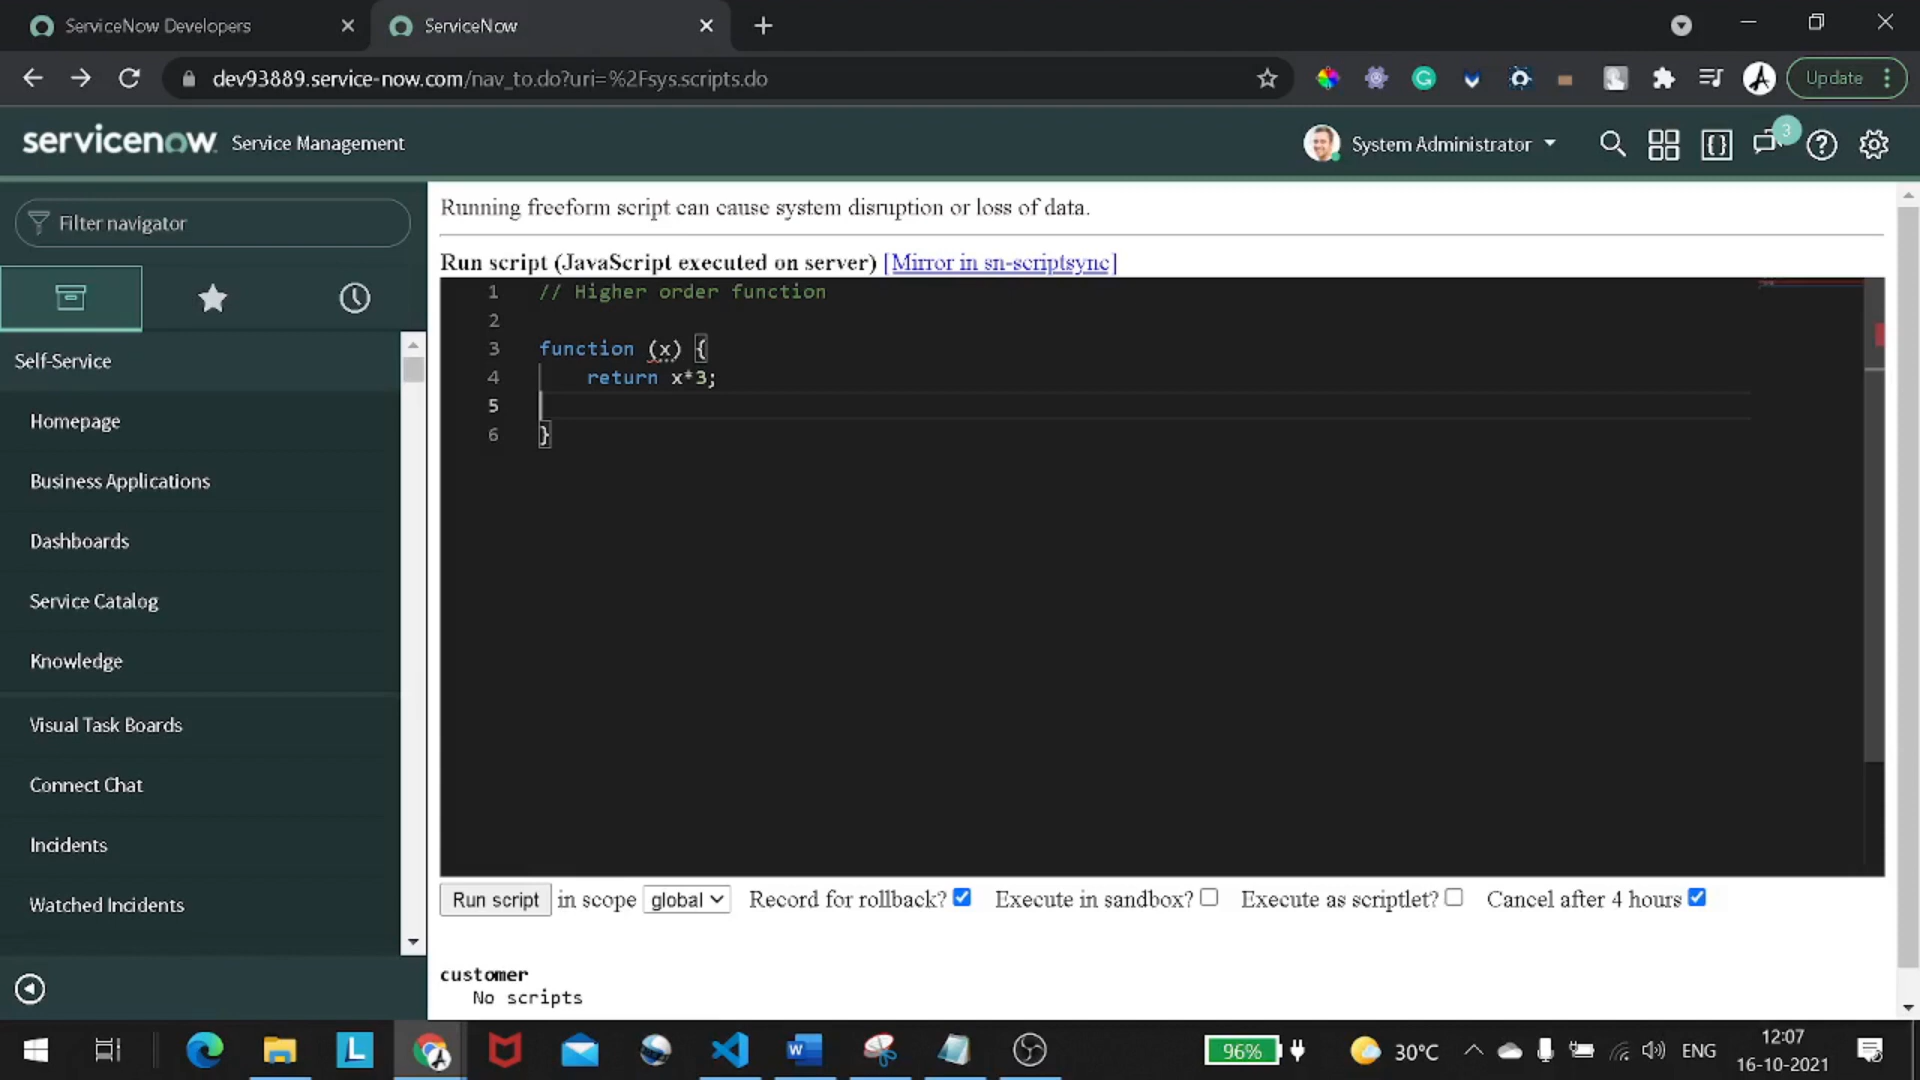 ServiceNow Developers
ServiceNow
dev93889.service-now.com/nav_to.do?uri=%2Fsys.scripts.do
Update
servicenow Service Management
System Administrator
3
Filter navigator
Self-Service
Homepage
Business Applications
Dashboards
Service Catalog
Knowledge
Visual Task Boards
Connect Chat
Incidents
Watched Incidents
Running freeform script can cause system disruption or loss of data.
Run script (JavaScript executed on server) [Mirror in sn-scriptsync]
1 // Higher order function
2
3 function (x) {
4 return x*3;
5
6 }
Run script in scope global Record for rollback? Execute in sandbox? Execute as scriptlet? Cancel after 4 hours
customer
No scripts
L
W
96%
30°C
ENG
12:07
16-10-2021